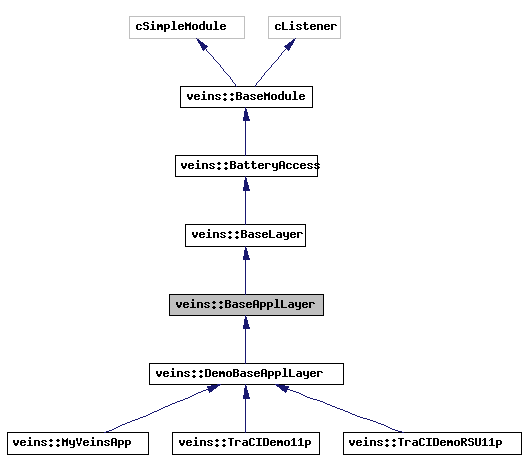 cSimpleModule
cListener
veins::BaseModule
veins::BatteryAccess
veins::BaseLayer
veins::BaseApplLayer
veins::DemoBaseApplLayer
veins::MyVeinsApp
veins::TraCIDemo11p
veins::TraCIDemoRSU11p